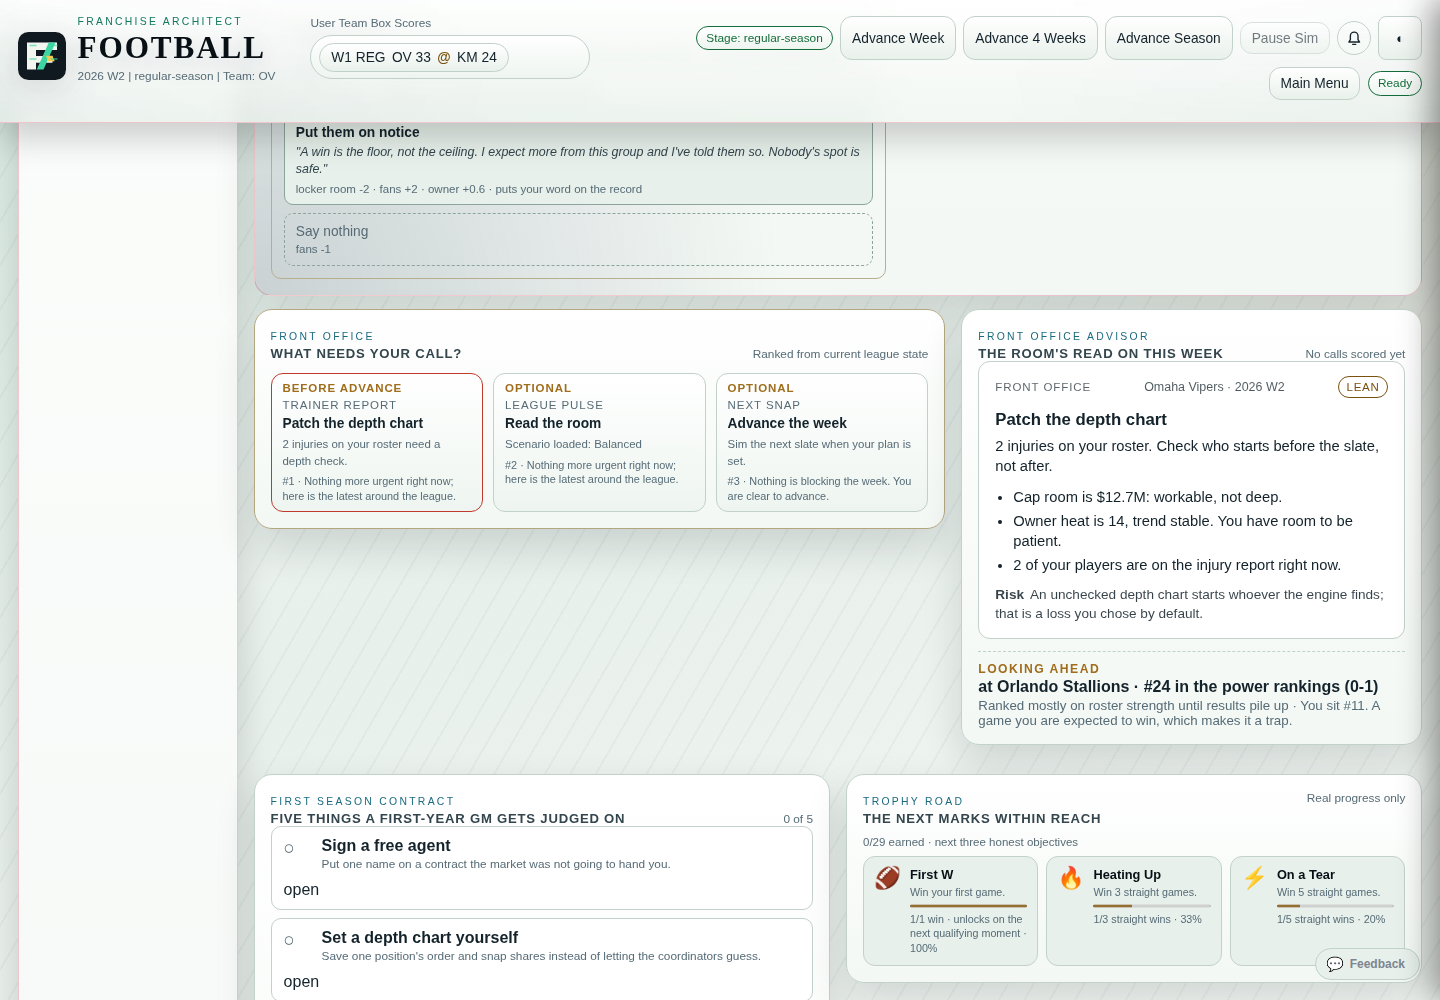 FRANCHISE ARCHITECT
FOOTBALL
2026 W2 | regular-season | Team: OV
User Team Box Scores
W1 REG OV 33 @ KM 24
Stage: regular-season
Advance Week
Advance 4 Weeks
Advance Season
Pause Sim
Main Menu
Ready
Put them on notice
"A win is the floor, not the ceiling. I expect more from this group and I've told them so. Nobody's spot is
safe."
locker room -2 · fans +2 · owner +0.6 · puts your word on the record
Say nothing
fans -1
FRONT OFFICE
WHAT NEEDS YOUR CALL?
Ranked from current league state
BEFORE ADVANCE
TRAINER REPORT
Patch the depth chart
2 injuries on your roster need a
depth check.
#1 · Nothing more urgent right now;
here is the latest around the league.
OPTIONAL
LEAGUE PULSE
Read the room
Scenario loaded: Balanced
#2 · Nothing more urgent right now;
here is the latest around the league.
OPTIONAL
NEXT SNAP
Advance the week
Sim the next slate when your plan is
set.
#3 · Nothing is blocking the week. You
are clear to advance.
FRONT OFFICE ADVISOR
THE ROOM'S READ ON THIS WEEK
No calls scored yet
FRONT OFFICE
Omaha Vipers · 2026 W2
LEAN
Patch the depth chart
2 injuries on your roster. Check who starts before the slate,
not after.
• Cap room is $12.7M: workable, not deep.
• Owner heat is 14, trend stable. You have room to be
patient.
• 2 of your players are on the injury report right now.
Risk An unchecked depth chart starts whoever the engine finds;
that is a loss you chose by default.
LOOKING AHEAD
at Orlando Stallions · #24 in the power rankings (0-1)
Ranked mostly on roster strength until results pile up · You sit #11. A
game you are expected to win, which makes it a trap.
FIRST SEASON CONTRACT
FIVE THINGS A FIRST-YEAR GM GETS JUDGED ON
0 of 5
Sign a free agent
Put one name on a contract the market was not going to hand you.
open
Set a depth chart yourself
Save one position's order and snap shares instead of letting the coordinators guess.
open
TROPHY ROAD
THE NEXT MARKS WITHIN REACH
Real progress only
0/29 earned · next three honest objectives
First W
Win your first game.
1/1 win · unlocks on the
next qualifying moment ·
100%
Heating Up
Win 3 straight games.
1/3 straight wins · 33%
On a Tear
Win 5 straight games.
1/5 straight wins · 20%
Feedback